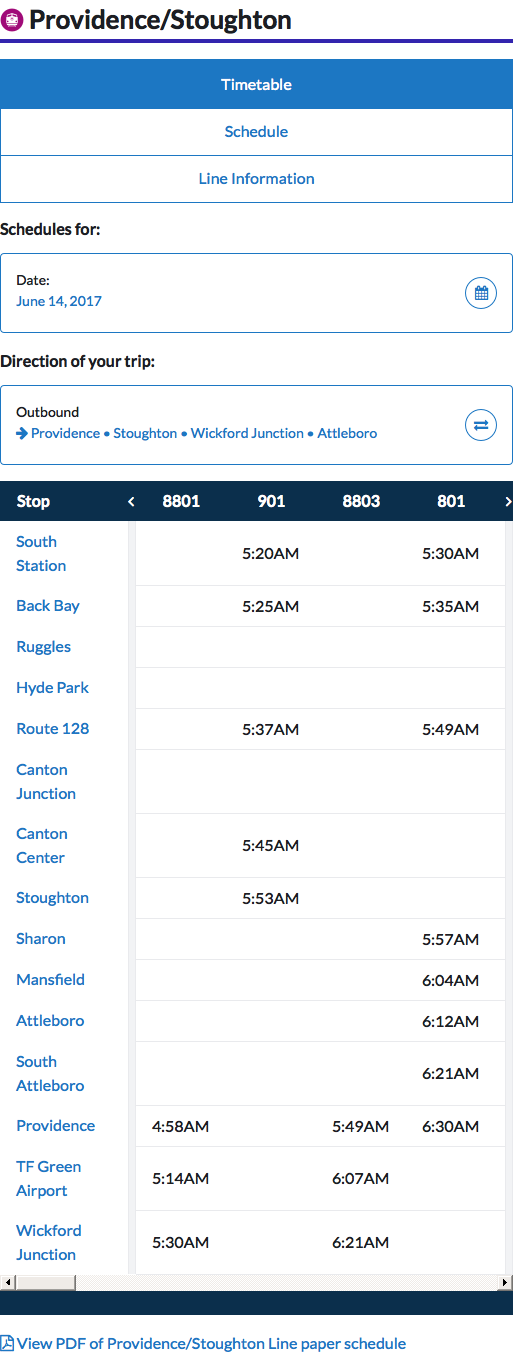 Providence/Stoughton
Timetable
Schedule
Line Information
Schedules for:
Date:
June 14, 2017
Direction of your trip:
Outbound
Providence • Stoughton • Wickford Junction • Attleboro
Stop 8801 901 8803 801
South
Station 5:20AM 5:30AM
Back Bay 5:25AM 5:35AM
Ruggles
Hyde Park
Route 128 5:37AM 5:49AM
Canton
Junction
Canton
Center 5:45AM
Stoughton 5:53AM
Sharon 5:57AM
Mansfield 6:04AM
Attleboro 6:12AM
South
Attleboro 6:21AM
Providence 4:58AM 5:49AM 6:30AM
TF Green
Airport 5:14AM 6:07AM
Wickford
Junction 5:30AM 6:21AM
View PDF of Providence/Stoughton Line paper schedule